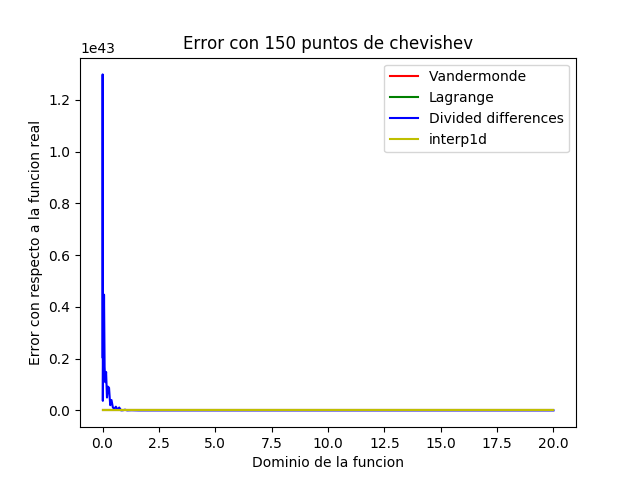 Error con 150 puntos de chevishev
1e43
Vandermonde
Lagrange
Divided differences
interp1d
Error con respecto a la funcion real
1.2
1.0
0.8
0.6
0.4
0.2
0.0
0.0 2.5 5.0 7.5 10.0 12.5 15.0 17.5 20.0
Dominio de la funcion